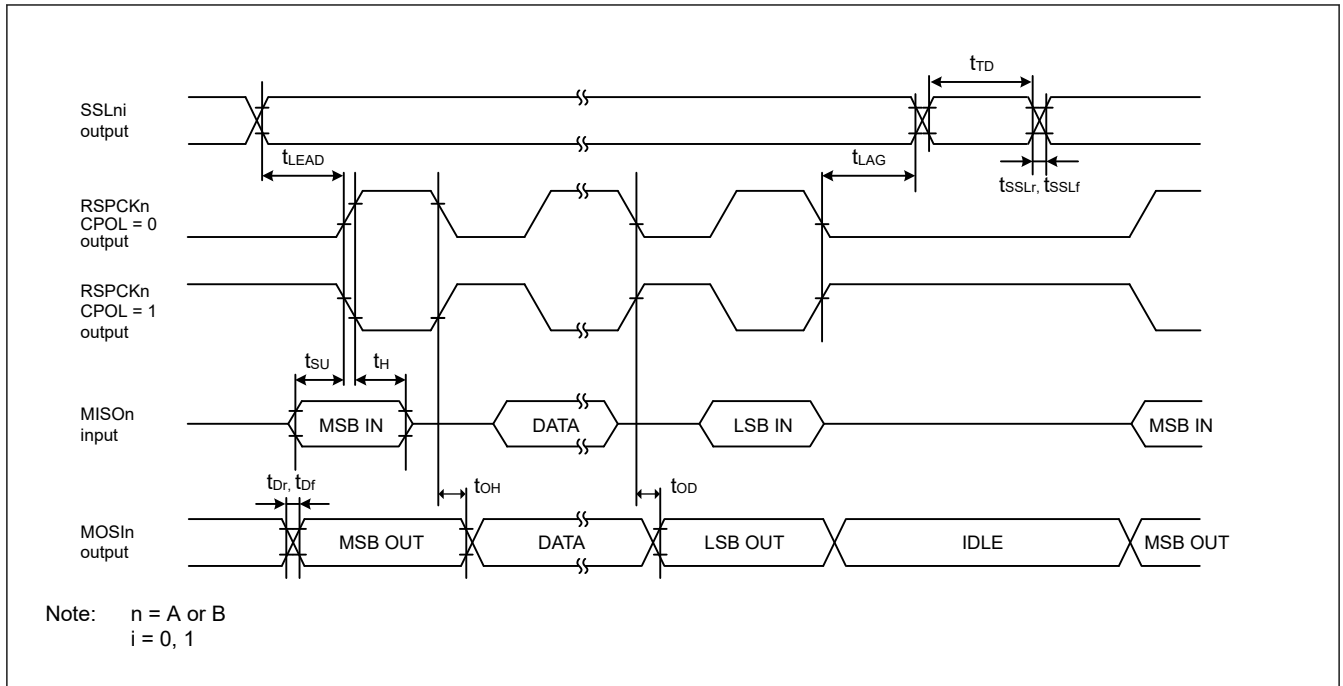 SSLni
output
tTD
tLEAD
tLAG
tSSLr, tSSLf
RSPCKn
CPOL = 0
output
RSPCKn
CPOL = 1
output
tSU
tH
MISOn
input
MSB IN
DATA
LSB IN
MSB IN
tDr, tDf
tOH
tOD
MOSIn
output
MSB OUT
DATA
LSB OUT
IDLE
MSB OUT
Note: n = A or B
i = 0, 1